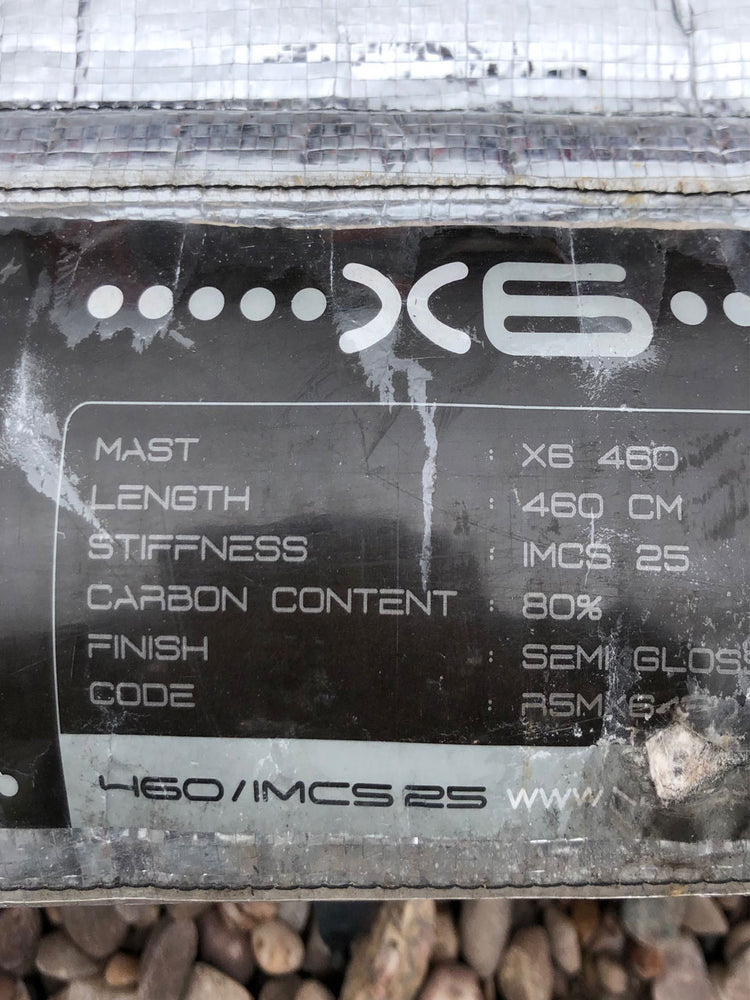 X6
MAST : X6 460
LENGTH : 460 CM
STIFFNESS : IMCS 25
CARBON CONTENT : 80%
FINISH : SEMI GLOSS
CODE :
460/IMCS 25 WWW